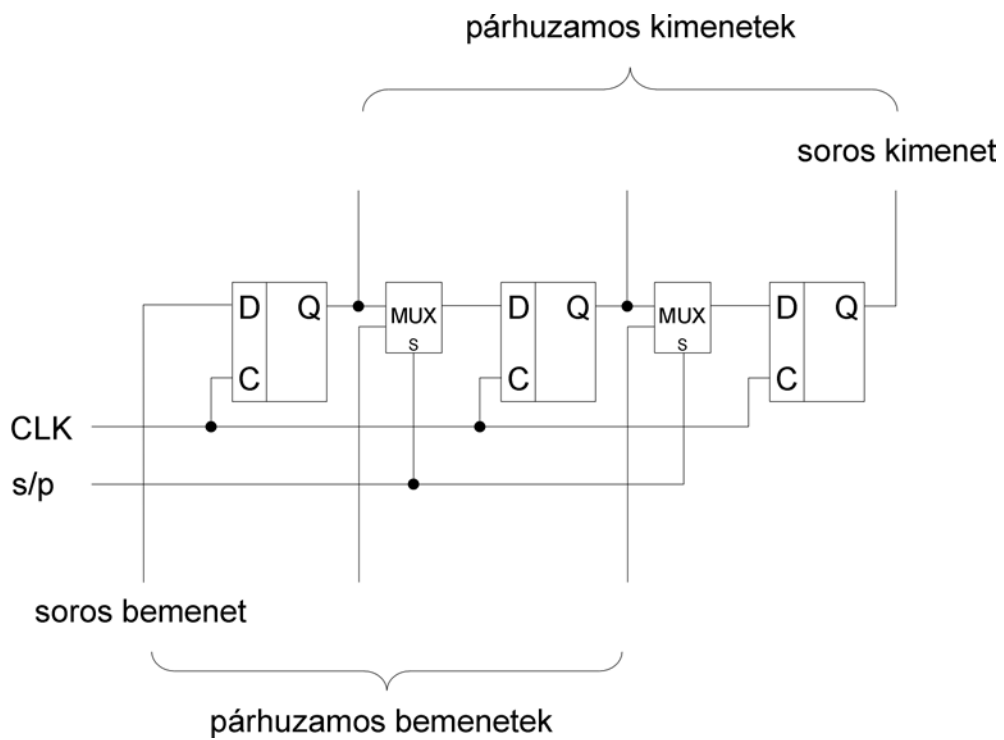 párhuzamos kimenetek
soros kimenet
D Q MUX D Q MUX D Q
S S
C C C
CLK
s/p
soros bemenet
párhuzamos bemenetek